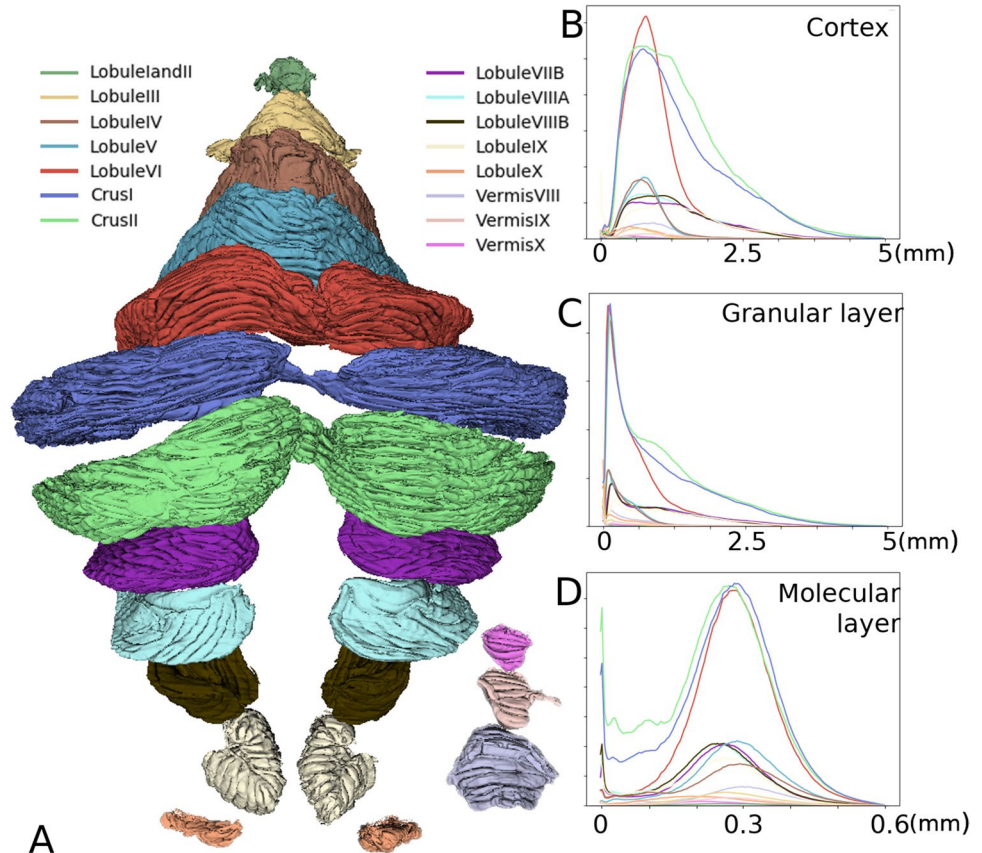 LobuleIandII
LobuleIII
LobuleIV
LobuleV
LobuleVI
CrusI
CrusII
LobuleVIIB
LobuleVIIIA
LobuleVIIIB
LobuleIX
LobuleX
VermisVIII
VermisIX
VermisX
A
B
Cortex
0 2.5 5(mm)
C
Granular layer
0 2.5 5(mm)
D
Molecular
layer
0 0.3 0.6(mm)